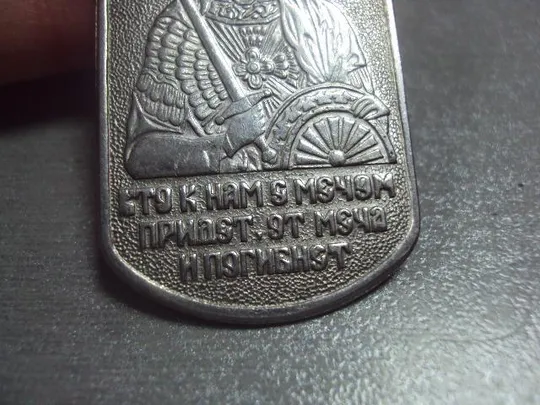 КТО К НАМ С МЕЧОМ
ПРИДЕТ, ОТ МЕЧА
И ПОГИБНЕТ